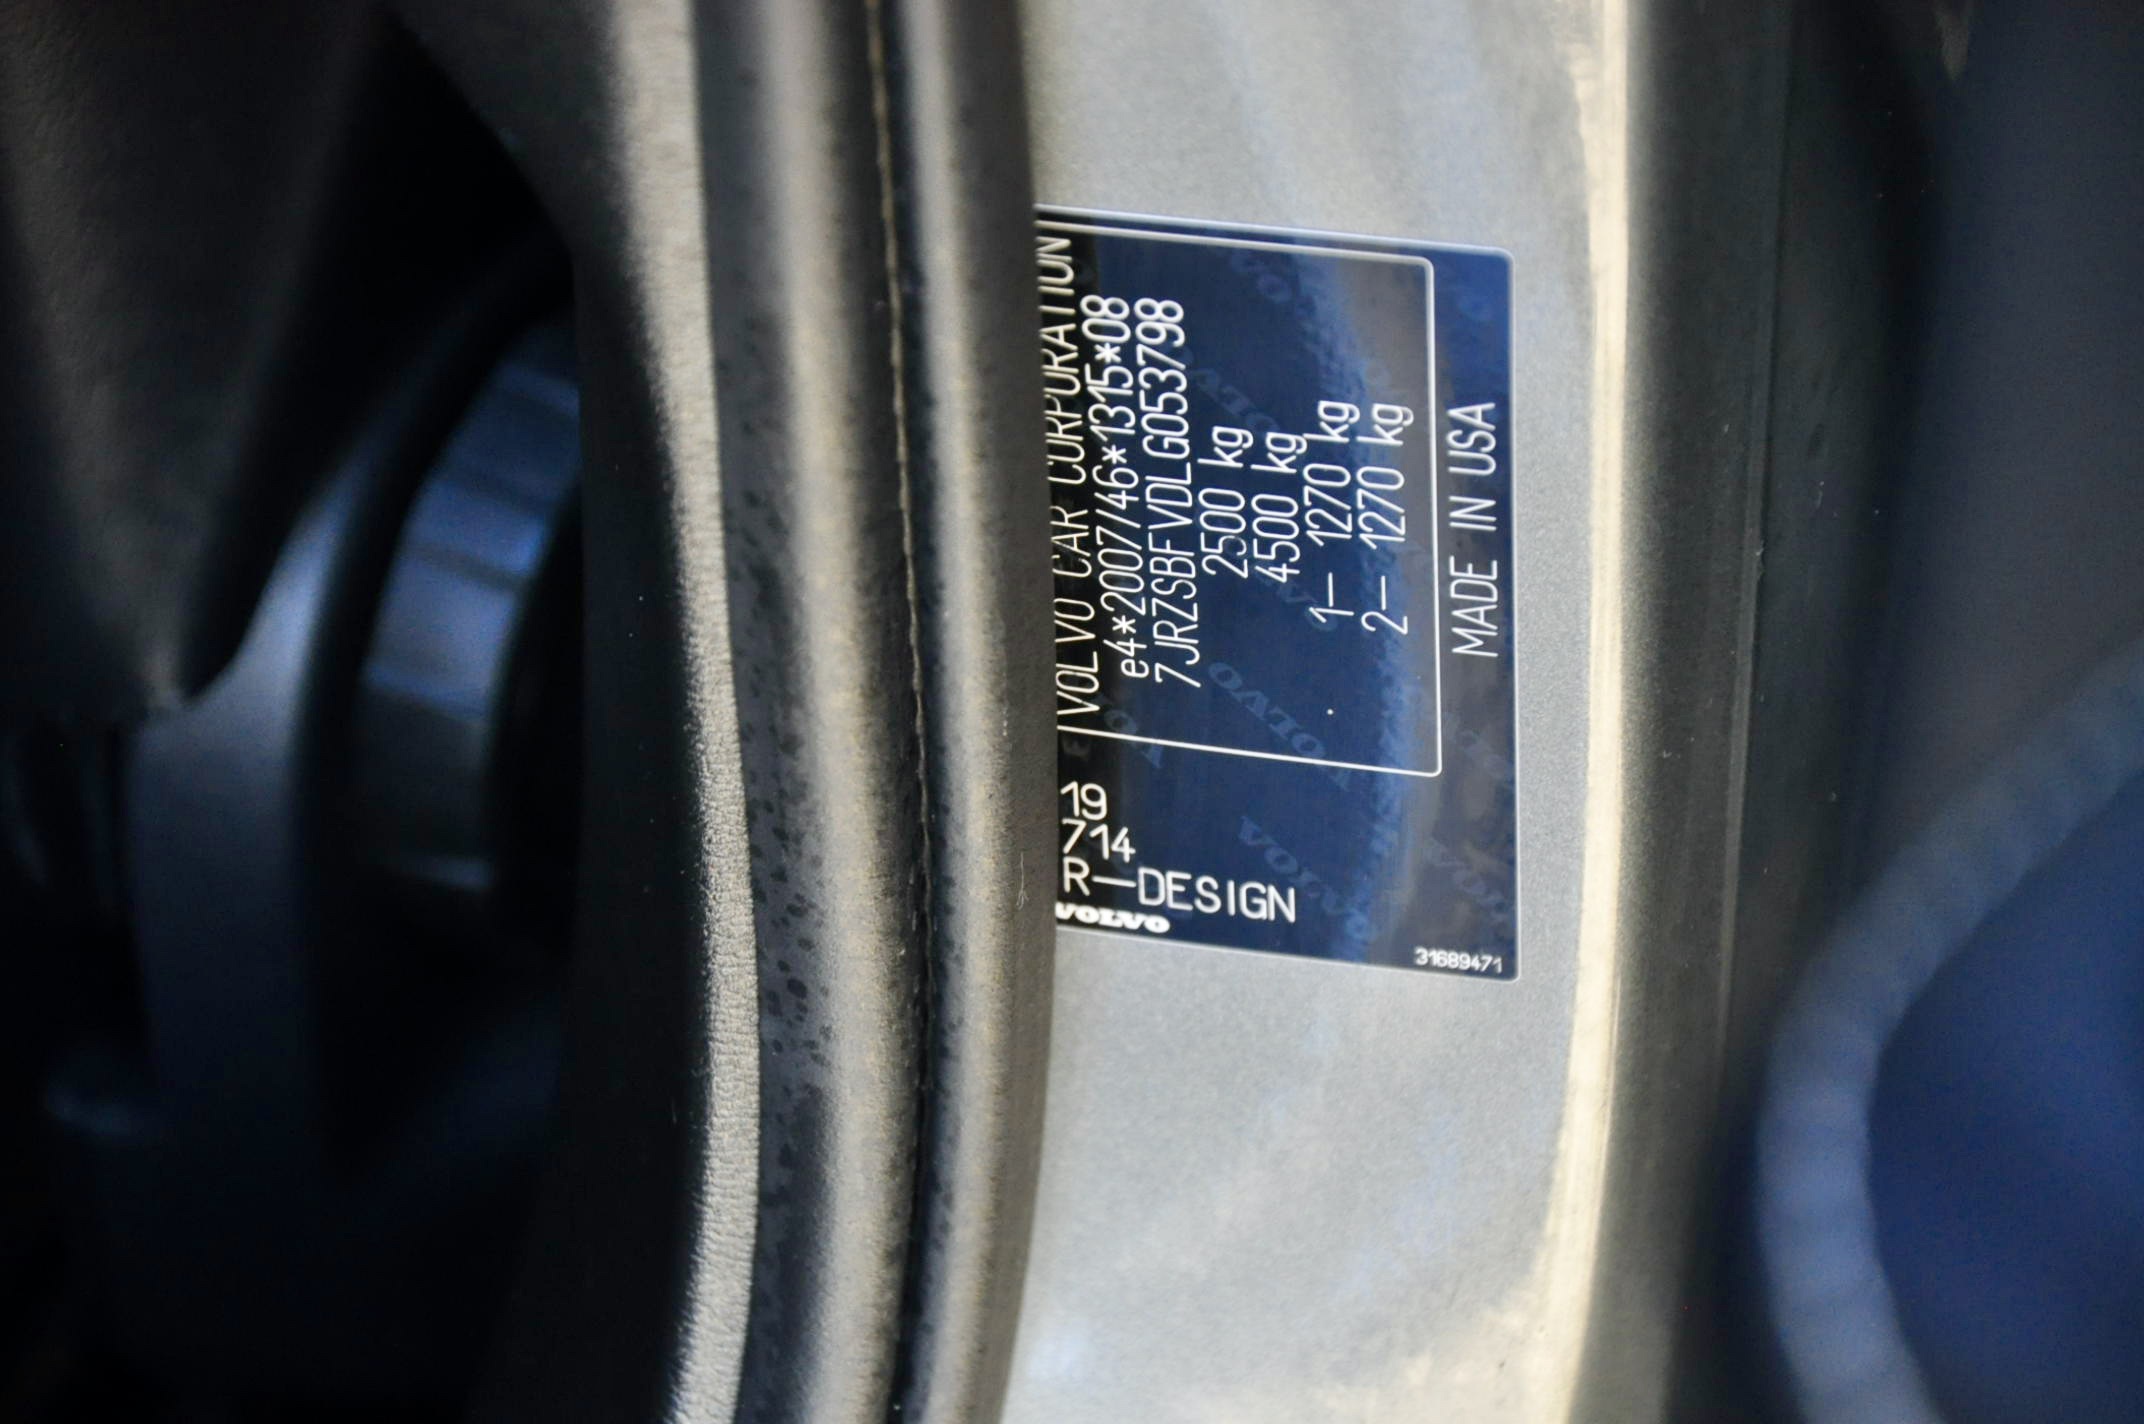 VOLVO CAR CORPORATION
e4*2007/46*1315*08
7JRZSBFVDLG053798
2500 kg
4500 kg
1– 1270 kg
2– 1270 kg
MADE IN USA
19
714
R–DESIGN
VOLVO
31689471